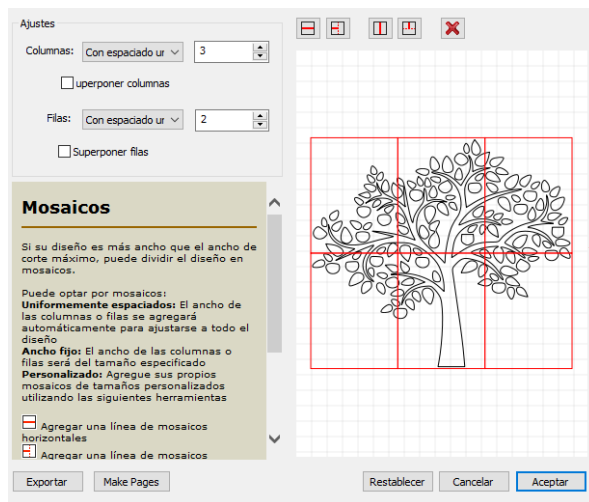 Ajustes
Columnas: Con espaciado ur 3
uperponer columnas
Filas: Con espaciado ur 2
Superponer filas
Mosaicos
Si su diseño es más ancho que el ancho de
corte máximo, puede dividir el diseño en
mosaicos.
Puede optar por mosaicos:
Uniformemente espaciados: El ancho de
las columnas o filas se agregará
automáticamente para ajustarse a todo el
diseño
Ancho fijo: El ancho de las columnas o
filas será del tamaño especificado
Personalizado: Agregue sus propios
mosaicos de tamaños personalizados
utilizando las siguientes herramientas
Agregar una línea de mosaicos
horizontales
Agregar una línea de mosaicos
Exportar Make Pages Restablecer Cancelar Aceptar